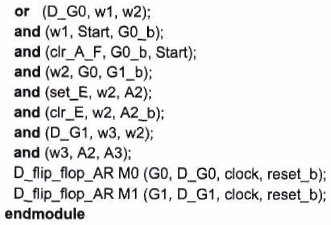 or (D_G0, w1, w2);
and (w1, Start, G0_b);
and (clr_A_F, G0_b, Start);
and (w2, G0, G1_b);
and (set_E, w2, A2);
and (clr_E, w2, A2_b);
and (D_G1, w3, w2);
and (w3, A2, A3);
D_flip_flop_AR M0 (G0, D_G0, clock, reset_b);
D_flip_flop_AR M1 (G1, D_G1, clock, reset_b);
endmodule